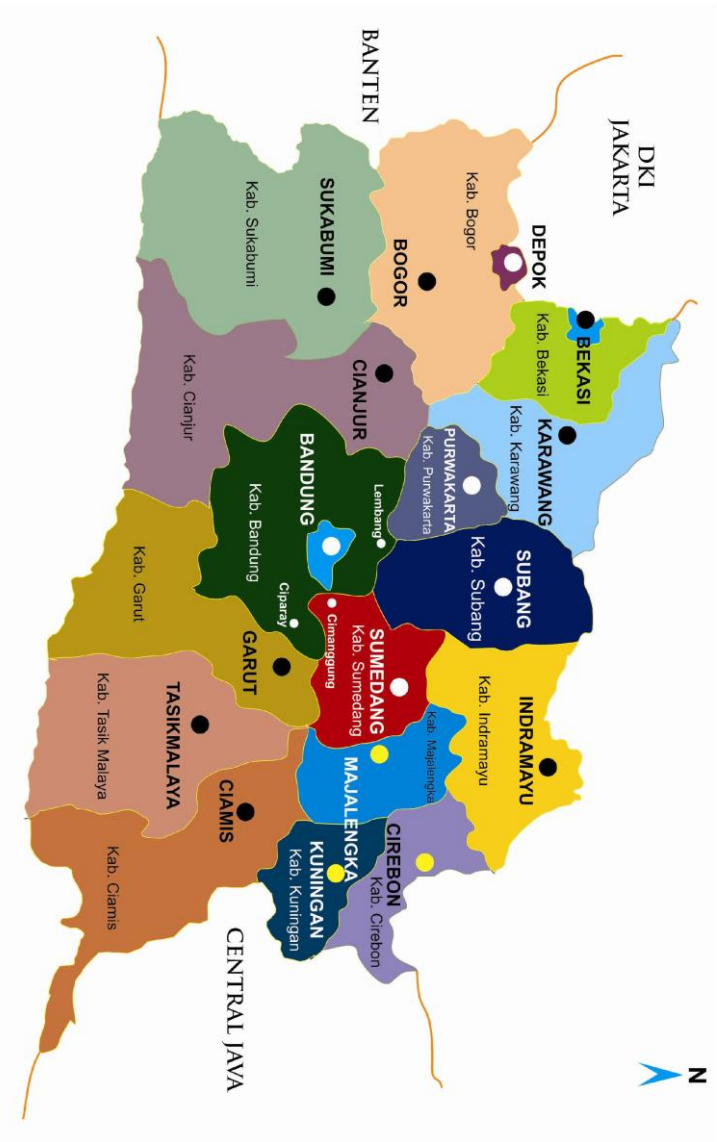 BANTEN
DKI
JAKARTA
Kab. Bogor
DEPOK
BOGOR
SUKABUMI
Kab. Sukabumi
BEKASI
Kab. Bekasi
KARAWANG
Kab. Karawang
CIANJUR
Kab. Cianjur
PURWAKARTA
Kab. Purwakarta
SUBANG
Kab. Subang
BANDUNG
Lembang
Kab. Bandung
Ciparay
Cimanggung
SUMEDANG
Kab. Sumedang
INDRAMAYU
Kab. Indramayu
GARUT
Kab. Garut
Kab. Majalengka
MAJALENGKA
TASIKMALAYA
Kab. Tasik Malaya
CIREBON
Kab. Cirebon
KUNINGAN
Kab. Kuningan
CIAMIS
Kab. Ciamis
CENTRAL JAVA
N